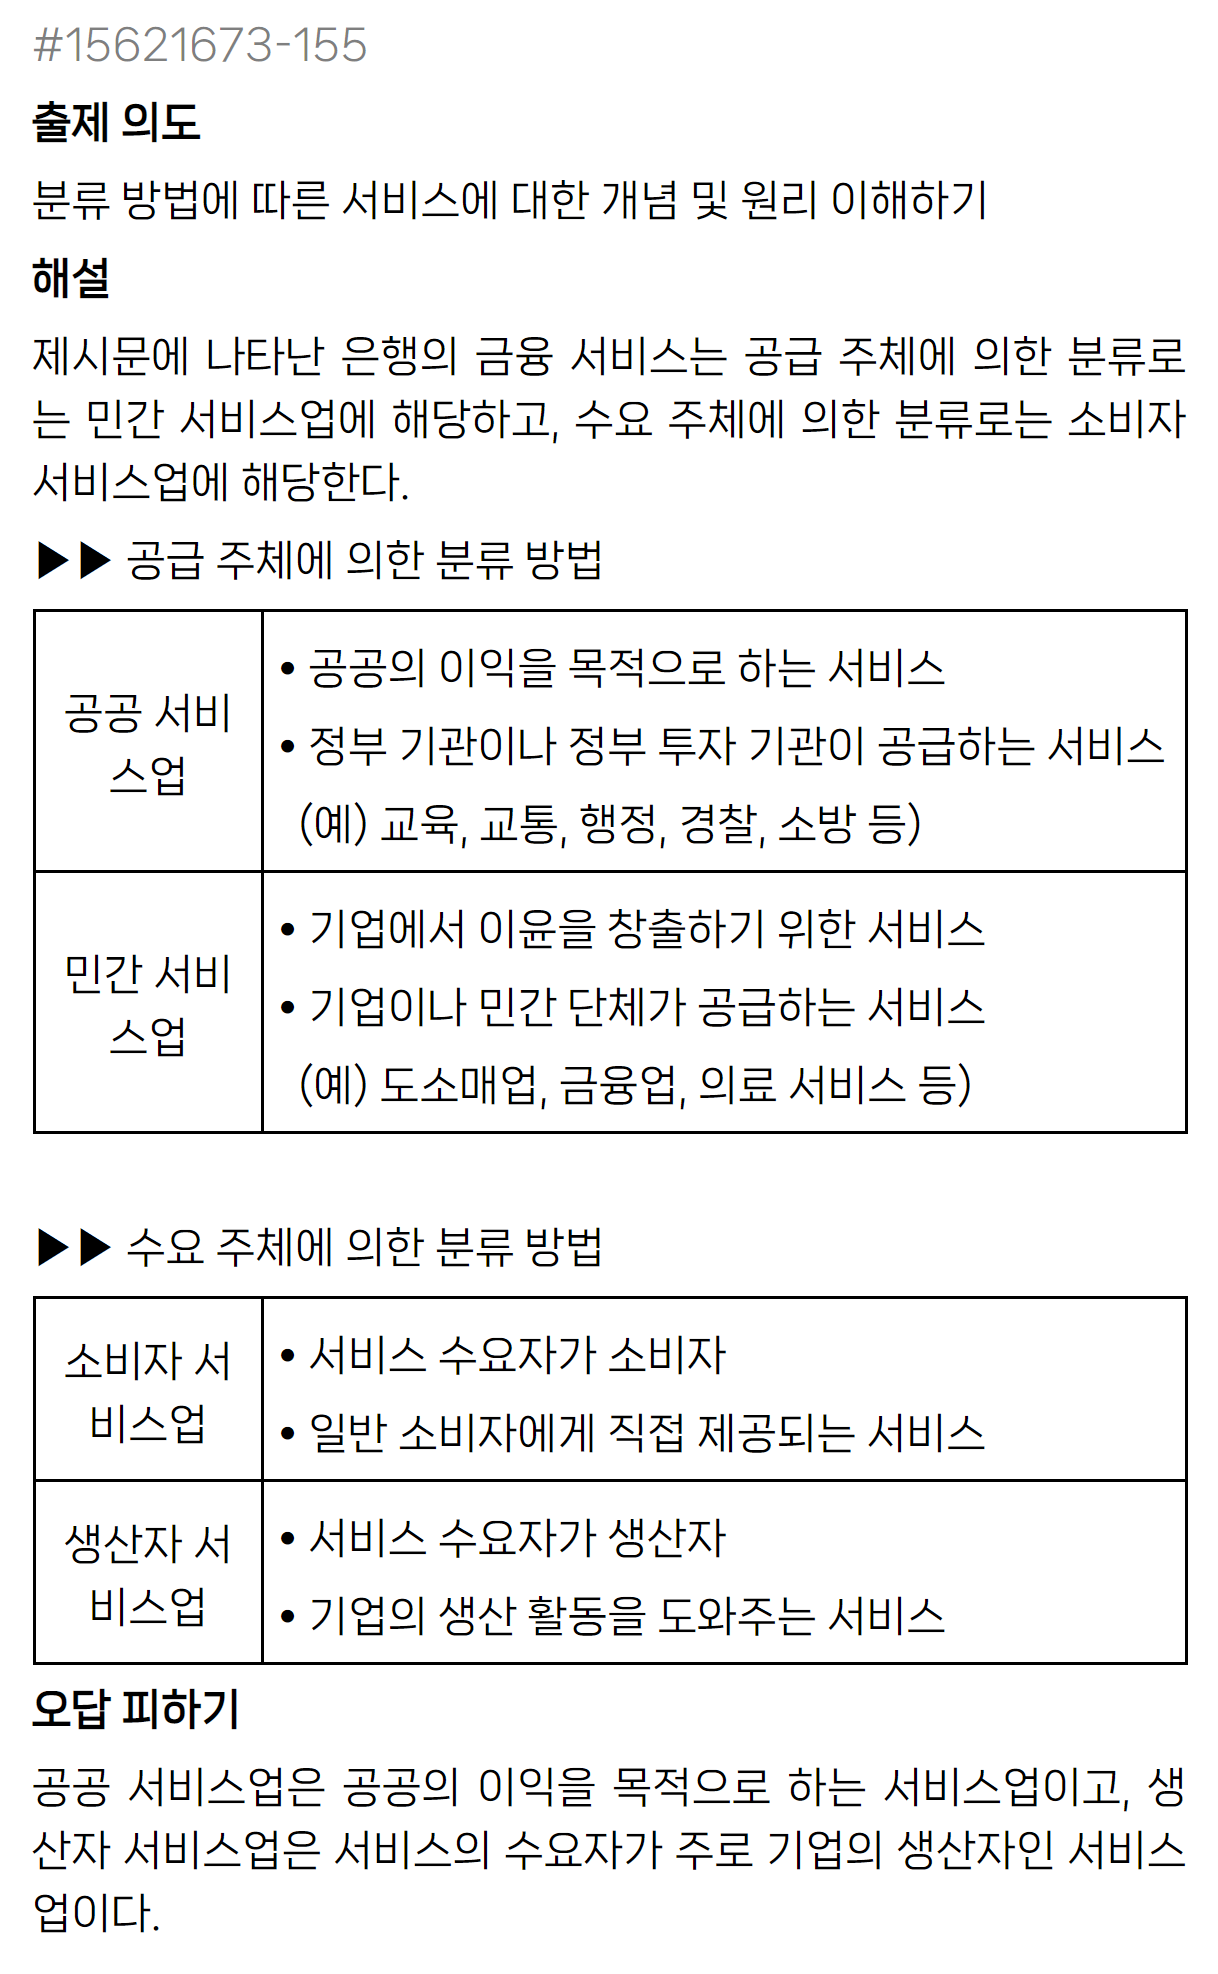 #15621673-155
출제 의도
분류 방법에 따른 서비스에 대한 개념 및 원리 이해하기
해설
제시문에 나타난 은행의 금융 서비스는 공급 주체에 의한 분류로
는 민간 서비스업에 해당하고, 수요 주체에 의한 분류로는 소비자
서비스업에 해당한다.
▶▶ 공급 주체에 의한 분류 방법
공공 서비
스업
• 공공의 이익을 목적으로 하는 서비스
• 정부 기관이나 정부 투자 기관이 공급하는 서비스
(예) 교육, 교통, 행정, 경찰, 소방 등)
민간 서비
스업
• 기업에서 이윤을 창출하기 위한 서비스
• 기업이나 민간 단체가 공급하는 서비스
(예) 도소매업, 금융업, 의료 서비스 등)
▶▶ 수요 주체에 의한 분류 방법
소비자 서
비스업
• 서비스 수요자가 소비자
• 일반 소비자에게 직접 제공되는 서비스
생산자 서
비스업
• 서비스 수요자가 생산자
• 기업의 생산 활동을 도와주는 서비스
오답 피하기
공공 서비스업은 공공의 이익을 목적으로 하는 서비스업이고, 생
산자 서비스업은 서비스의 수요자가 주로 기업의 생산자인 서비스
업이다.